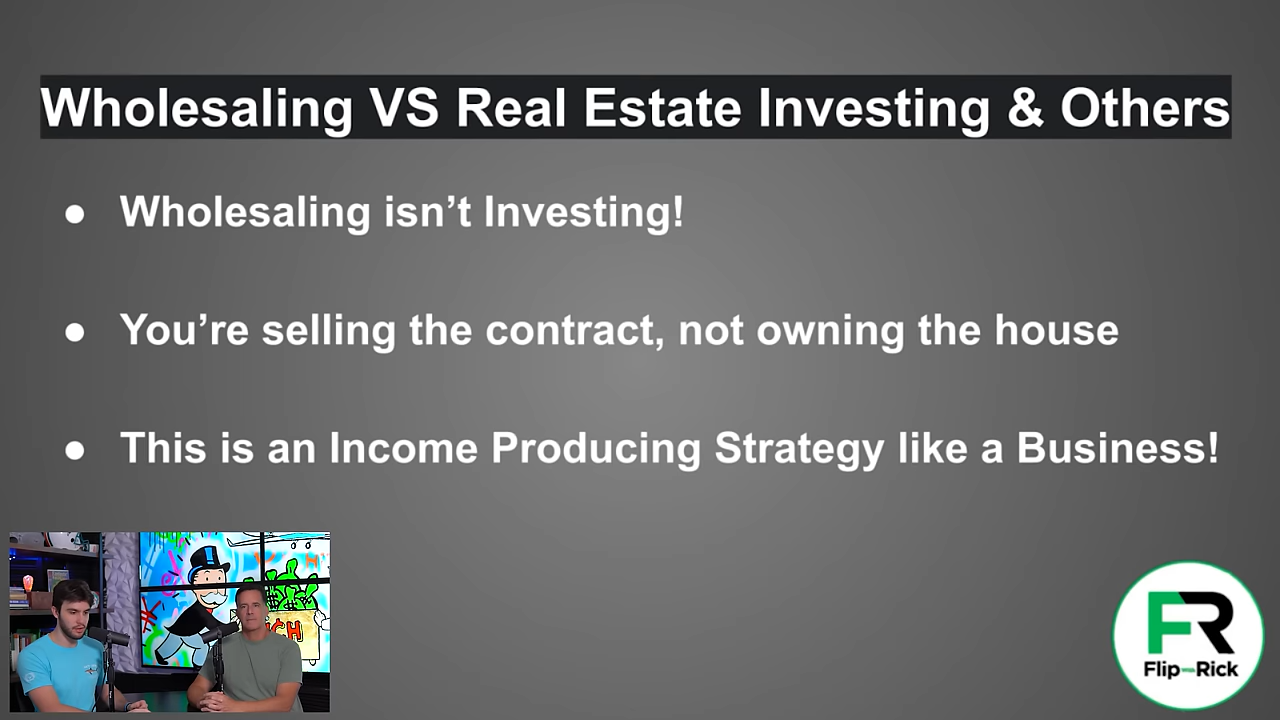 Wholesaling VS Real Estate Investing & Others
● Wholesaling isn’t Investing!
● You’re selling the contract, not owning the house
● This is an Income Producing Strategy like a Business!
FR
Flip-Rick